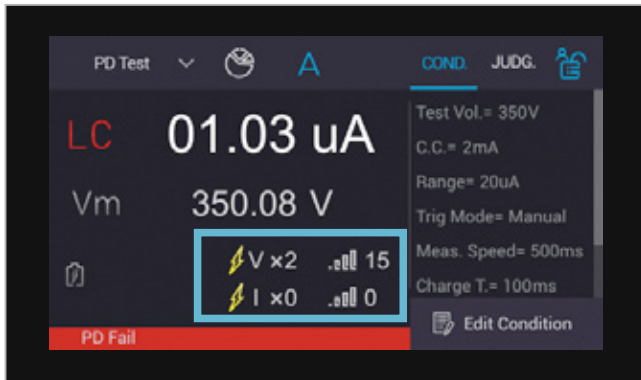 PD Test A COND. JUDG.
LC 01.03 uA
Vm 350.08 V
V ×2 15
I ×0 0
PD Fail
Test Vol.= 350V
C.C.= 2mA
Range= 20uA
Trig Mode= Manual
Meas. Speed= 500ms
Charge T.= 100ms
Edit Condition